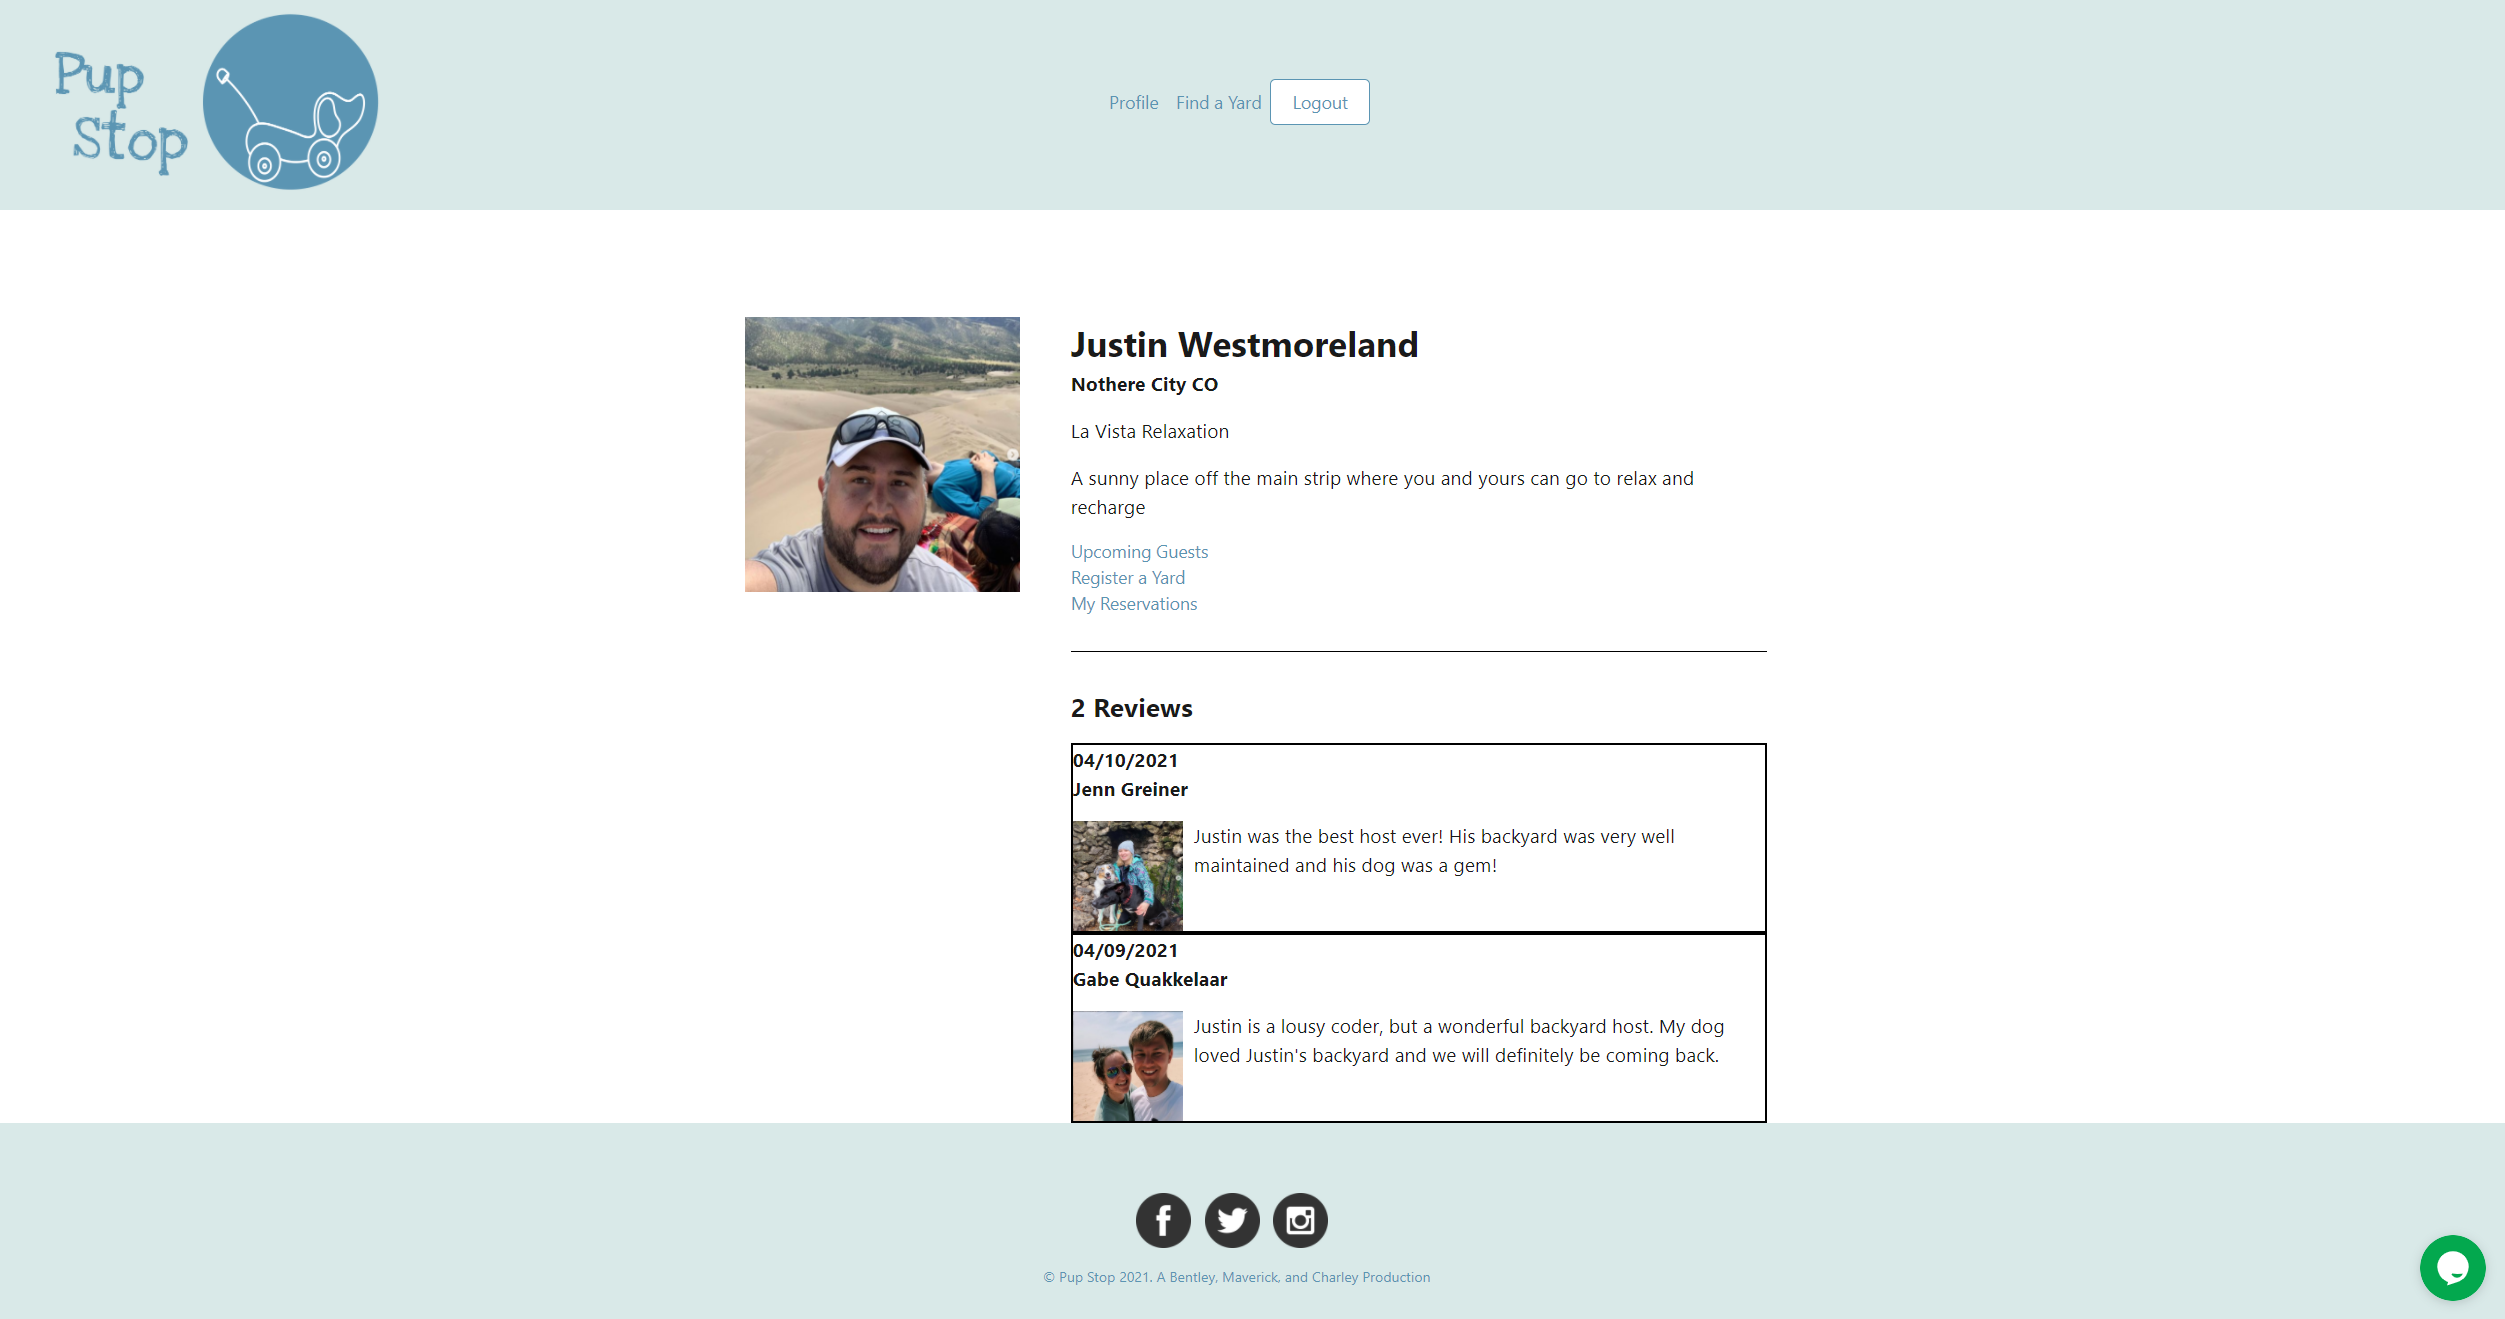 Pup
Stop
Profile Find a Yard Logout
Justin Westmoreland
Nothere City CO
La Vista Relaxation
A sunny place off the main strip where you and yours can go to relax and
recharge
Upcoming Guests
Register a Yard
My Reservations
2 Reviews
04/10/2021
Jenn Greiner
Justin was the best host ever! His backyard was very well
maintained and his dog was a gem!
04/09/2021
Gabe Quakkelaar
Justin is a lousy coder, but a wonderful backyard host. My dog
loved Justin's backyard and we will definitely be coming back.
© Pup Stop 2021. A Bentley, Maverick, and Charley Production